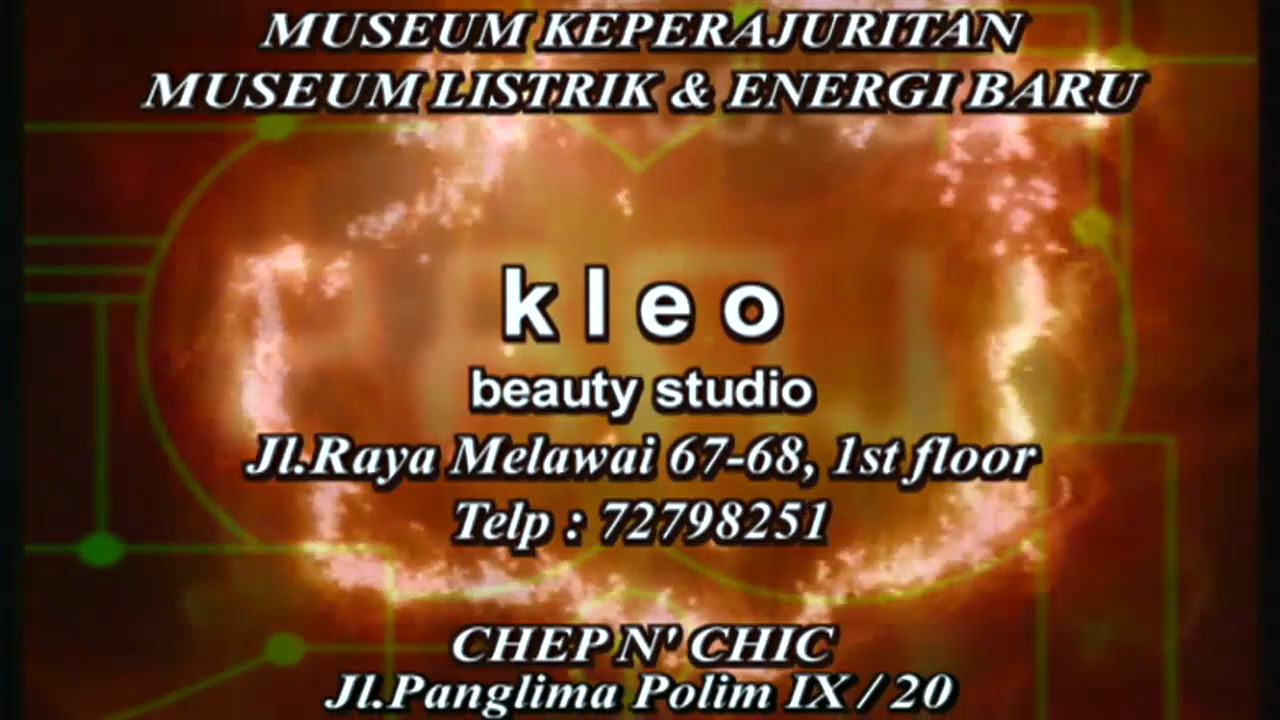 MUSEUM KEPERAJURITAN
MUSEUM LISTRIK & ENERGI BARU
kleo
beauty studio
Jl.Raya Melawai 67-68, 1st floor
Telp : 72798251
CHEP N' CHIC
Jl.Panglima Polim IX / 20